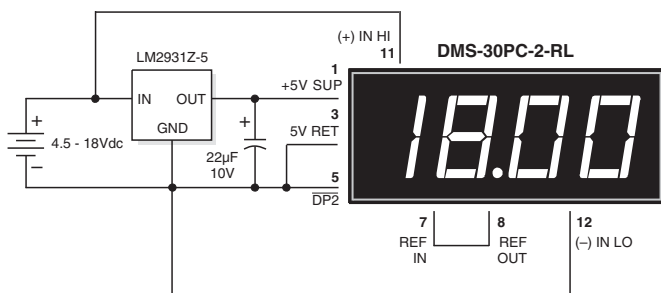 (+) IN HI
11
DMS-30PC-2-RL
LM2931Z-5
1
+5V SUP
IN
OUT
GND
3
5V RET
+
4.5 - 18Vdc
–
+
22µF
10V
5
DP2
18.00
7
8
12
REF
IN
REF
OUT
(–) IN LO